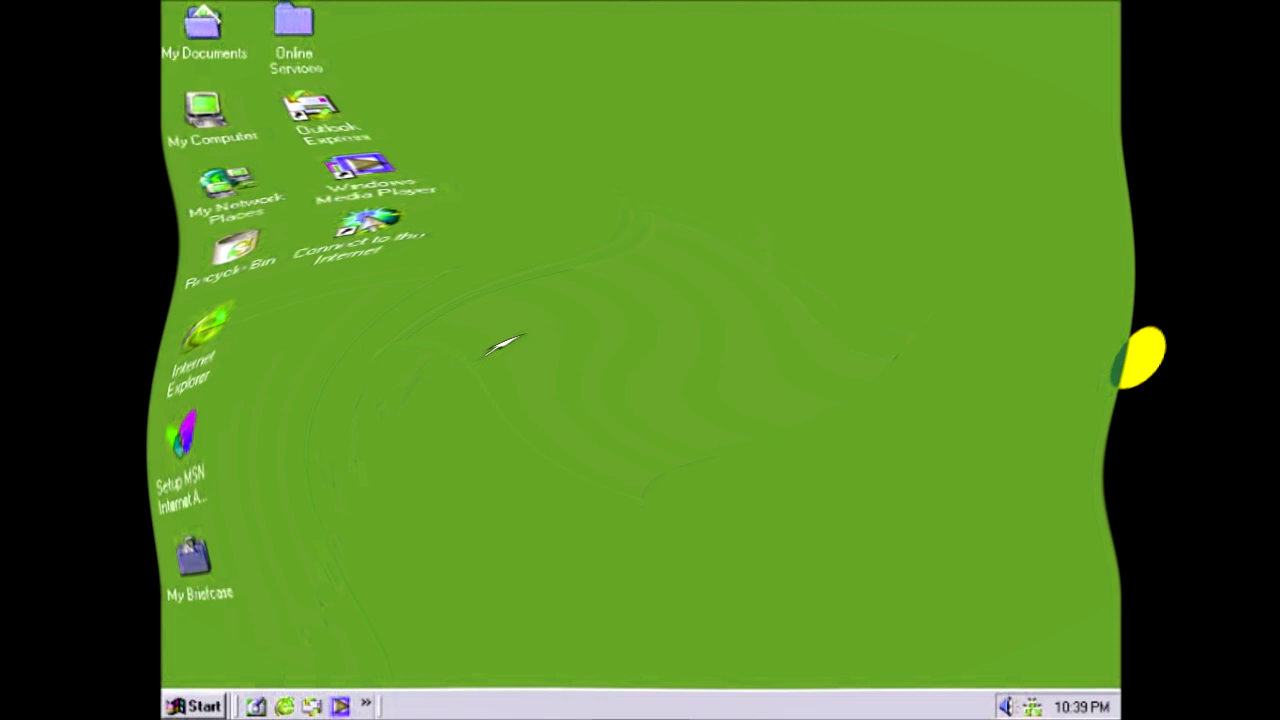 My Documents
Online
Services
My Computer
Outlook
Express
My Network
Places
Windows
Media Player
Recycle Bin
Connect to the
Internet
Internet
Explorer
Setup MSN
Internet A...
My Briefcase
Start
»
10:39 PM